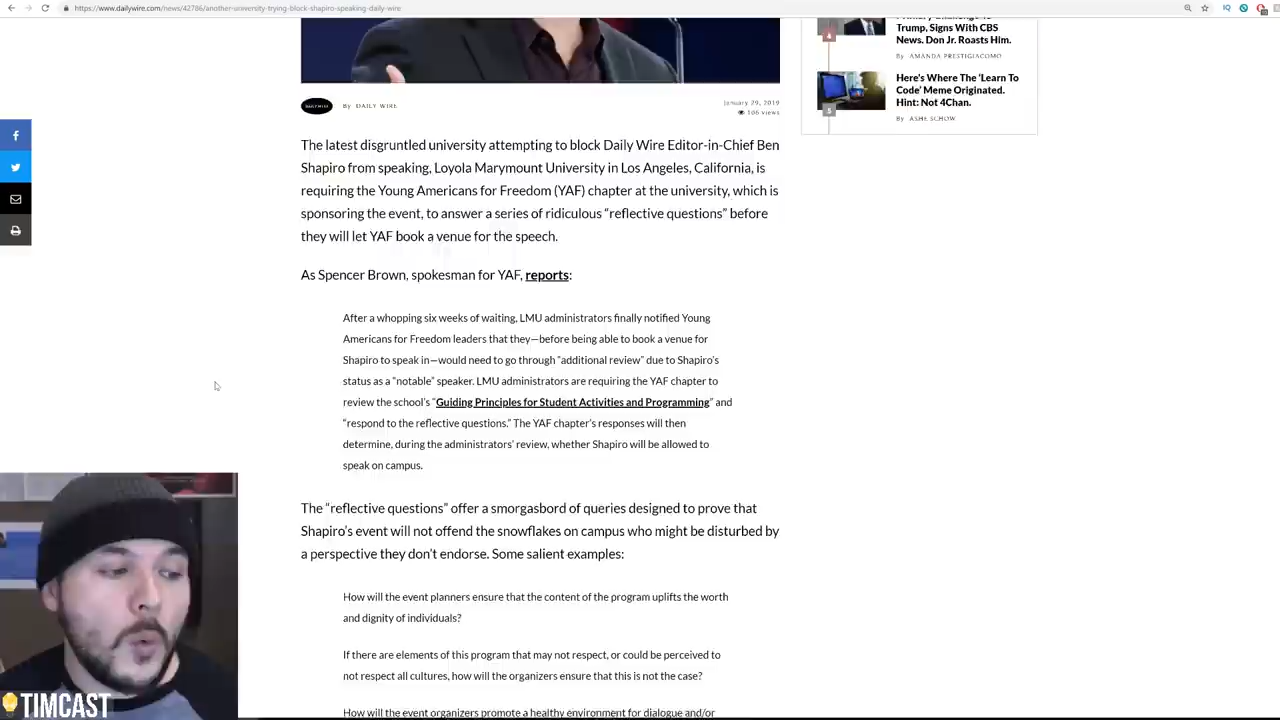 https://www.dailywire.com/news/42786/another-university-trying-block-shapiro-speaking-daily-wire
Trump, Signs With CBS
News. Don Jr. Roasts Him.
By AMANDA PRESTIGIACOMO
4
Here's Where The 'Learn To
Code' Meme Originated.
Hint: Not 4Chan.
By ASHE SCHOW
5
By DAILY WIRE
January 29, 2019
106 views
The latest disgruntled university attempting to block Daily Wire Editor-in-Chief Ben
Shapiro from speaking, Loyola Marymount University in Los Angeles, California, is
requiring the Young Americans for Freedom (YAF) chapter at the university, which is
sponsoring the event, to answer a series of ridiculous “reflective questions” before
they will let YAF book a venue for the speech.
As Spencer Brown, spokesman for YAF, reports:
After a whopping six weeks of waiting, LMU administrators finally notified Young
Americans for Freedom leaders that they—before being able to book a venue for
Shapiro to speak in—would need to go through “additional review” due to Shapiro’s
status as a “notable” speaker. LMU administrators are requiring the YAF chapter to
review the school’s “Guiding Principles for Student Activities and Programming” and
“respond to the reflective questions.” The YAF chapter’s responses will then
determine, during the administrators’ review, whether Shapiro will be allowed to
speak on campus.
The “reflective questions” offer a smorgasbord of queries designed to prove that
Shapiro’s event will not offend the snowflakes on campus who might be disturbed by
a perspective they don’t endorse. Some salient examples:
How will the event planners ensure that the content of the program uplifts the worth
and dignity of individuals?
If there are elements of this program that may not respect, or could be perceived to
not respect all cultures, how will the organizers ensure that this is not the case?
How will the event organizers promote a healthy environment for dialogue and/or
TIMCAST